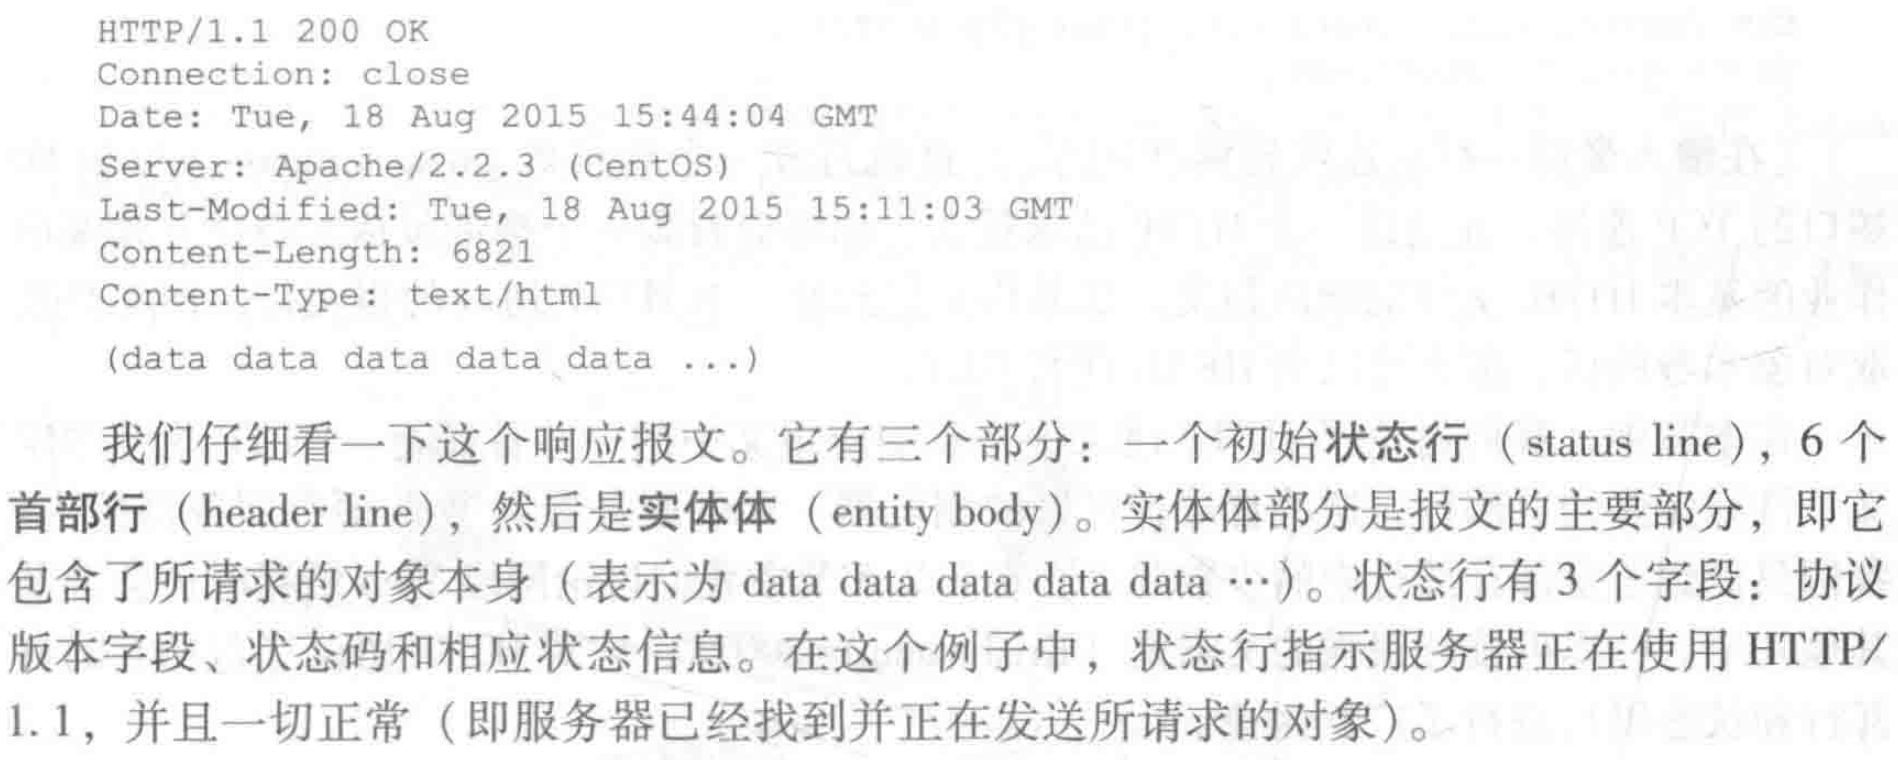 HTTP/1.1 200 OK
Connection: close
Date: Tue, 18 Aug 2015 15:44:04 GMT
Server: Apache/2.2.3 (CentOS)
Last-Modified: Tue, 18 Aug 2015 15:11:03 GMT
Content-Length: 6821
Content-Type: text/html
(data data data data data ...)
我们仔细看一下这个响应报文。它有三个部分：一个初始状态行（status line），6 个
首部行（header line），然后是实体体（entity body）。实体体部分是报文的主要部分，即它
包含了所请求的对象本身（表示为 data data data data data …）。状态行有 3 个字段：协议
版本字段、状态码和相应状态信息。在这个例子中，状态行指示服务器正在使用 HTTP/
1.1，并且一切正常（即服务器已经找到并正在发送所请求的对象）。